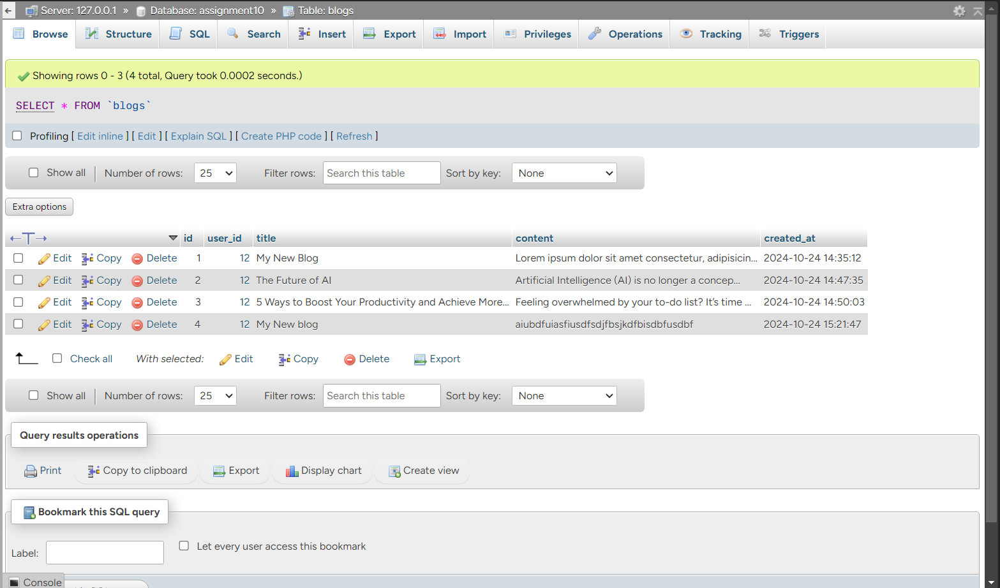 Server: 127.0.0.1 » Database: assignment10 » Table: blogs
Browse Structure SQL Search Insert Export Import Privileges Operations Tracking Triggers
Showing rows 0 - 3 (4 total, Query took 0.0002 seconds.)
SELECT * FROM `blogs`
Profiling [ Edit inline ] [ Edit ] [ Explain SQL ] [ Create PHP code ] [ Refresh ]
Show all Number of rows: 25 Filter rows: Search this table Sort by key: None
Extra options
id user_id title content created_at
Edit Copy Delete 1 12 My New Blog Lorem ipsum dolor sit amet consectetur, adipisicin... 2024-10-24 14:35:12
Edit Copy Delete 2 12 The Future of AI Artificial Intelligence (AI) is no longer a concep... 2024-10-24 14:47:35
Edit Copy Delete 3 12 5 Ways to Boost Your Productivity and Achieve More... Feeling overwhelmed by your to-do list? It’s time ... 2024-10-24 14:50:03
Edit Copy Delete 4 12 My New blog aiubdfuiasfiusdfsdjfbsjkdfbisdbfusdbf 2024-10-24 15:21:47
Check all With selected: Edit Copy Delete Export
Show all Number of rows: 25 Filter rows: Search this table Sort by key: None
Query results operations
Print Copy to clipboard Export Display chart Create view
Bookmark this SQL query
Label: Let every user access this bookmark
Console